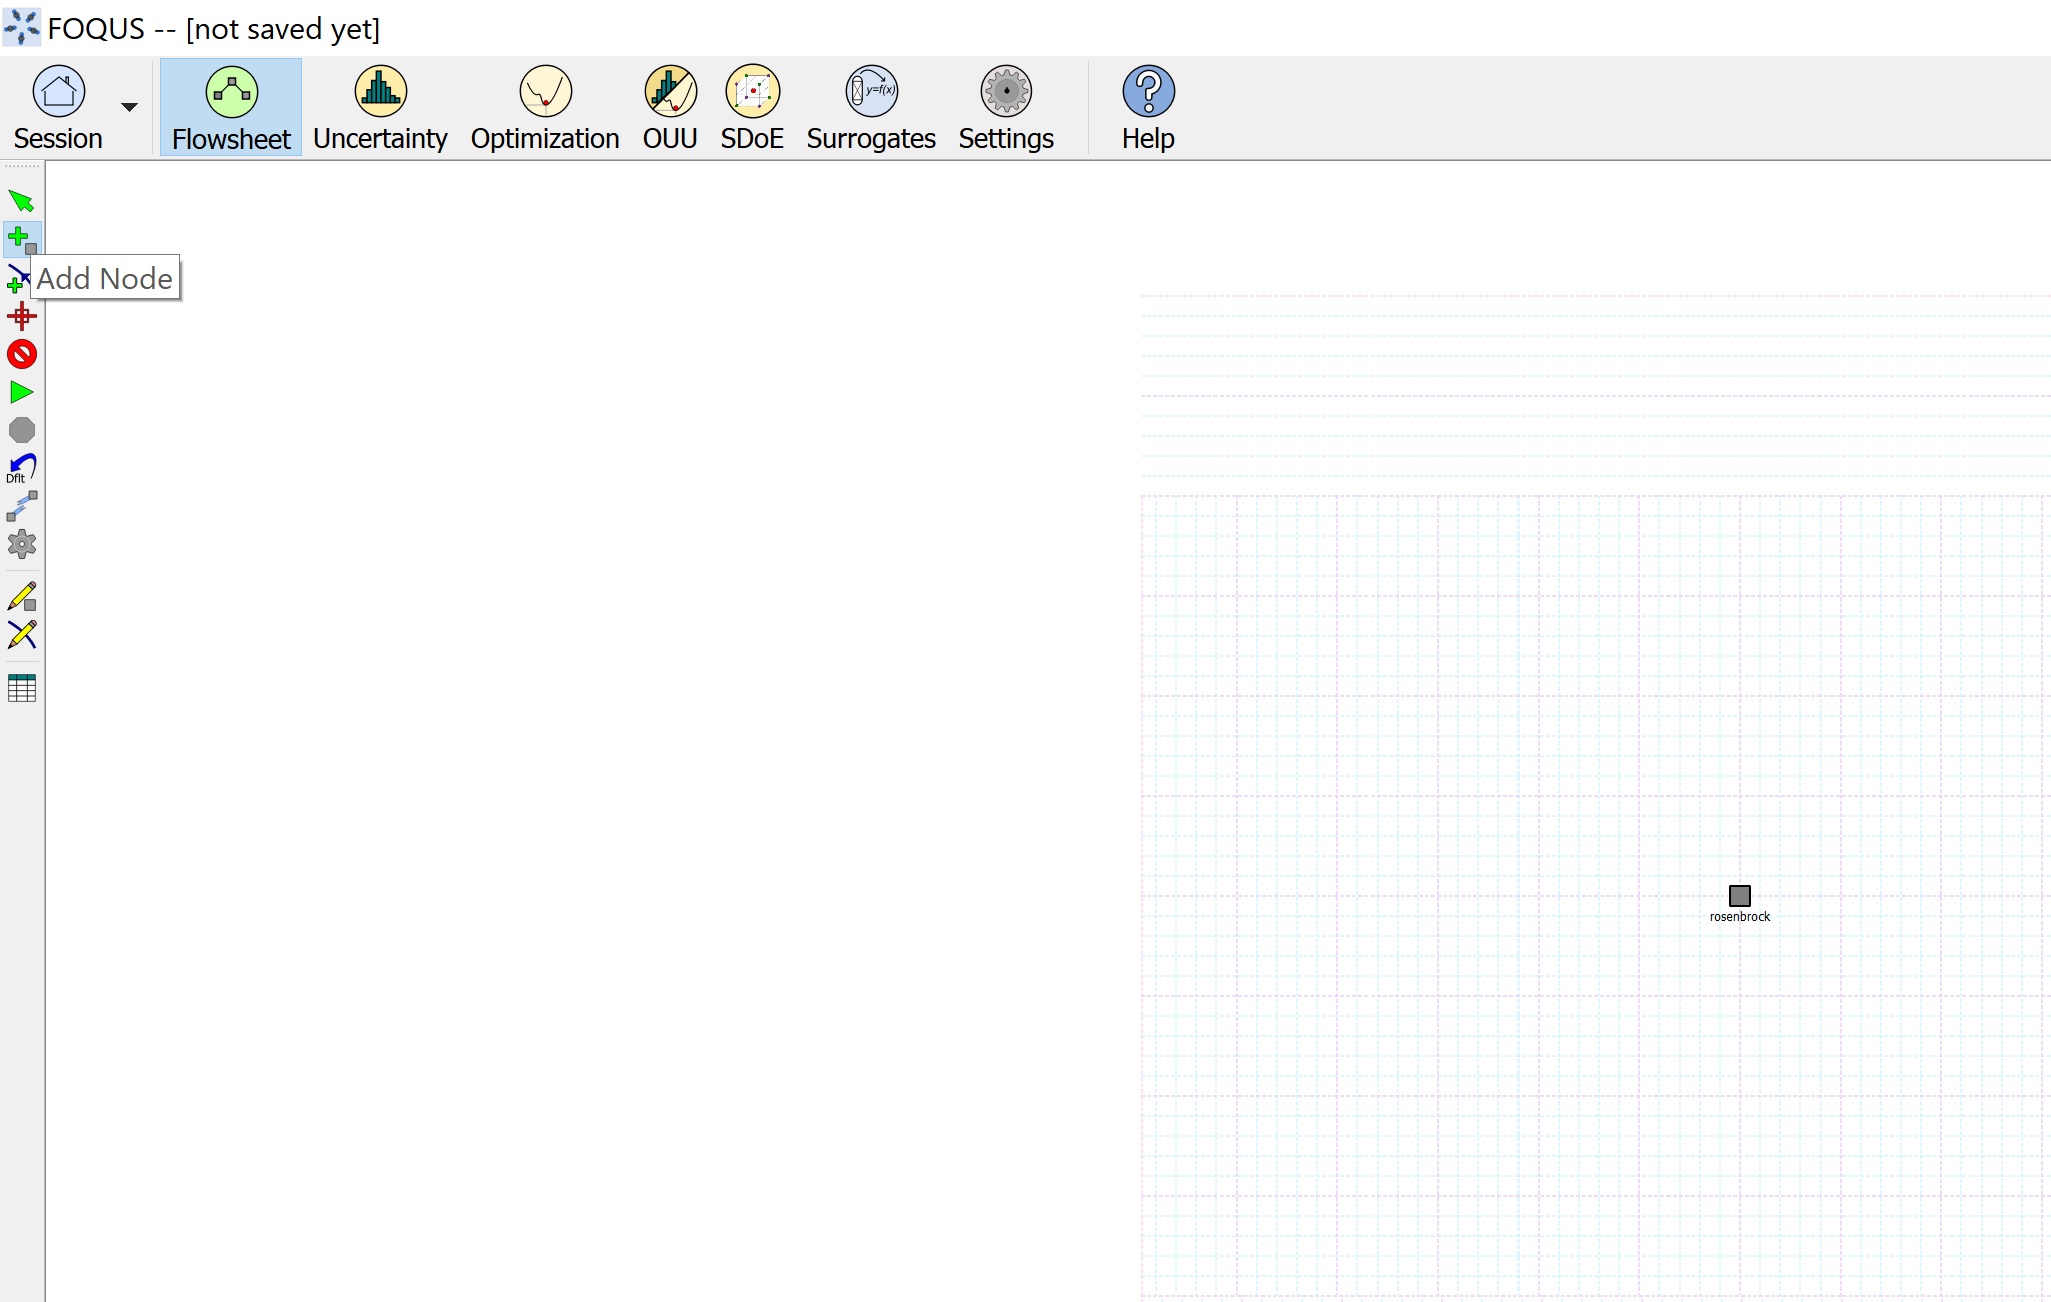 FOQUS -- [not saved yet]
Session Flowsheet Uncertainty Optimization OUU SDoE Surrogates Settings Help
y=f(x)
Add Node
Dflt
rosenbrock